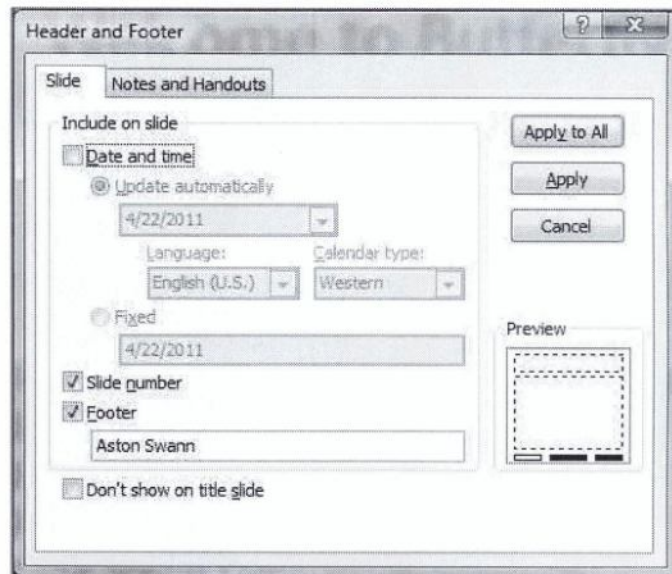 Header and Footer
Slide
Notes and Handouts
Include on slide
Date and time
Update automatically
4/22/2011
Language:
Calendar type:
English (U.S.)
Western
Fixed
4/22/2011
Slide number
Footer
Aston Swann
Don't show on title slide
Apply to All
Apply
Cancel
Preview